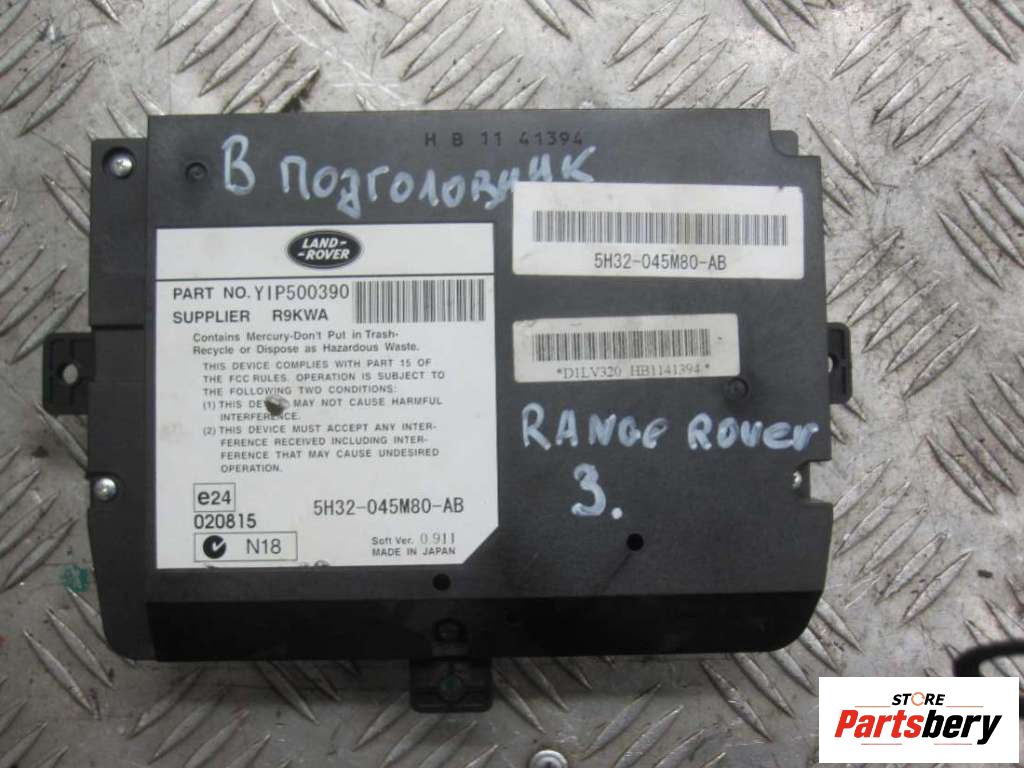 H B 11 41394
В подголовник
LAND-
-ROVER
PART NO. YIP500390
SUPPLIER R9KWA
Contains Mercury-Don't Put in Trash-
Recycle or Dispose as Hazardous Waste.
THIS DEVICE COMPLIES WITH PART 15 OF
THE FCC RULES. OPERATION IS SUBJECT TO
THE FOLLOWING TWO CONDITIONS:
(1) THIS DEVICE MAY NOT CAUSE HARMFUL
INTERFERENCE.
(2) THIS DEVICE MUST ACCEPT ANY INTER-
FERENCE RECEIVED INCLUDING INTER-
FERENCE THAT MAY CAUSE UNDESIRED
OPERATION.
e24
020815
N18
5H32-045M80-AB
Soft Ver. 0.911
MADE IN JAPAN
5H32-045M80-AB
*D1LV320 HB1141394*
RANGe Rover
3.
STORE
Partsbery